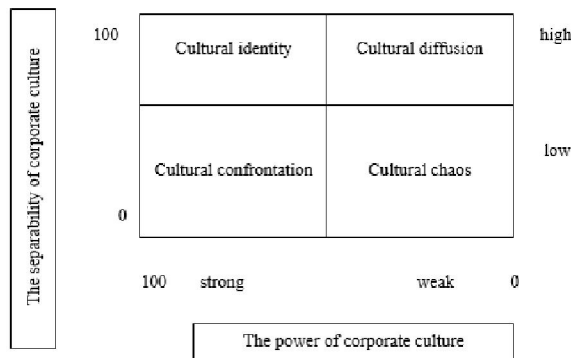 100
Cultural identity
Cultural diffusion
high
The separability of corporate culture
Cultural confrontation
Cultural chaos
low
0
100 strong weak 0
The power of corporate culture